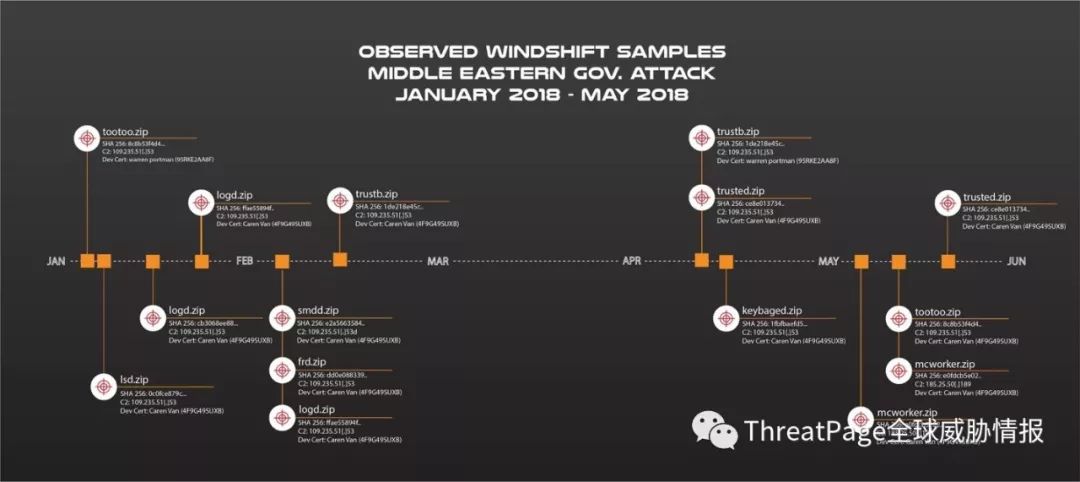 OBSERVED WINDSHIFT SAMPLES
MIDDLE EASTERN GOV. ATTACK
JANUARY 2018 - MAY 2018
tootoo.zip
SHA 256: 8c8b53f4d4...
C2: 109.235.51[.]53
Dev Cert: warren portman (95RKE2AA8F)
trustb.zip
SHA 256: 1de218e45c...
C2: 109.235.51[.]53
Dev Cert: warren portman (95RKE2AA8F)
logd.zip
SHA 256: ffae55894f..
C2: 109.235.51[.]53
Dev Cert: Caren Van (4F9G49SUXB)
trustb.zip
SHA 256: 1de218e45c..
C2: 109.235.51[.]53
Dev Cert: Caren Van (4F9G49SUXB)
trusted.zip
SHA 256: ce8e013734..
C2: 109.235.51[.]53
Dev Cert: Caren Van (4F9G49SUXB)
trusted.zip
SHA 256: ce8e013734..
C2: 109.235.51[.]53
Dev Cert: Caren Van (4F9G49SUXB)
JAN FEB MAR APR MAY JUN
logd.zip
SHA 256: cb3068ee88...
C2: 109.235.51[.]53
Dev Cert: Caren Van (4F9G49SUXB)
smdd.zip
SHA 256: e2a5663584..
C2: 109.235.51[.]53d
Dev Cert: Caren Van (4F9G49SUXB)
keybaged.zip
SHA 256: 1fbfbaefd5...
C2: 109.235.51[.]53
Dev Cert: Caren Van (4F9G49SUXB)
tootoo.zip
SHA 256: 8c8b53f4d4..
C2: 109.235.51[.]53
Dev Cert: Caren Van (4F9G49SUXB)
lsd.zip
SHA 256: 0c0fce879c...
C2: 109.235.51[.]53
Dev Cert: Caren Van (4F9G49SUXB)
frd.zip
SHA 256: dd0e088339..
C2: 109.235.51[.]53
Dev Cert: Caren Van (4F9G49SUXB)
mcworker.zip
SHA 256: e0fdcb5e02..
C2: 185.25.50[.]189
Dev Cert: Caren Van (4F9G49SUXB)
logd.zip
SHA 256: ffae55894f..
C2: 109.235.51[.]53
Dev Cert: Caren Van (4F9G49SUXB)
mcworker.zip
ThreatPage全球威胁情报